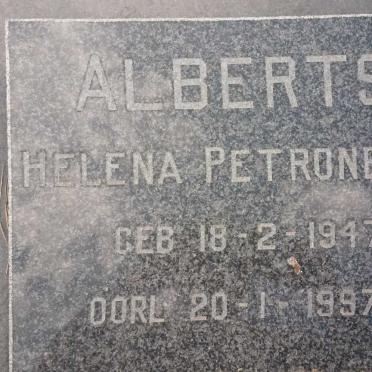 ALBERTS
HELENA PETRONE
GEB 18-2-1947
OORL 20-1-1997